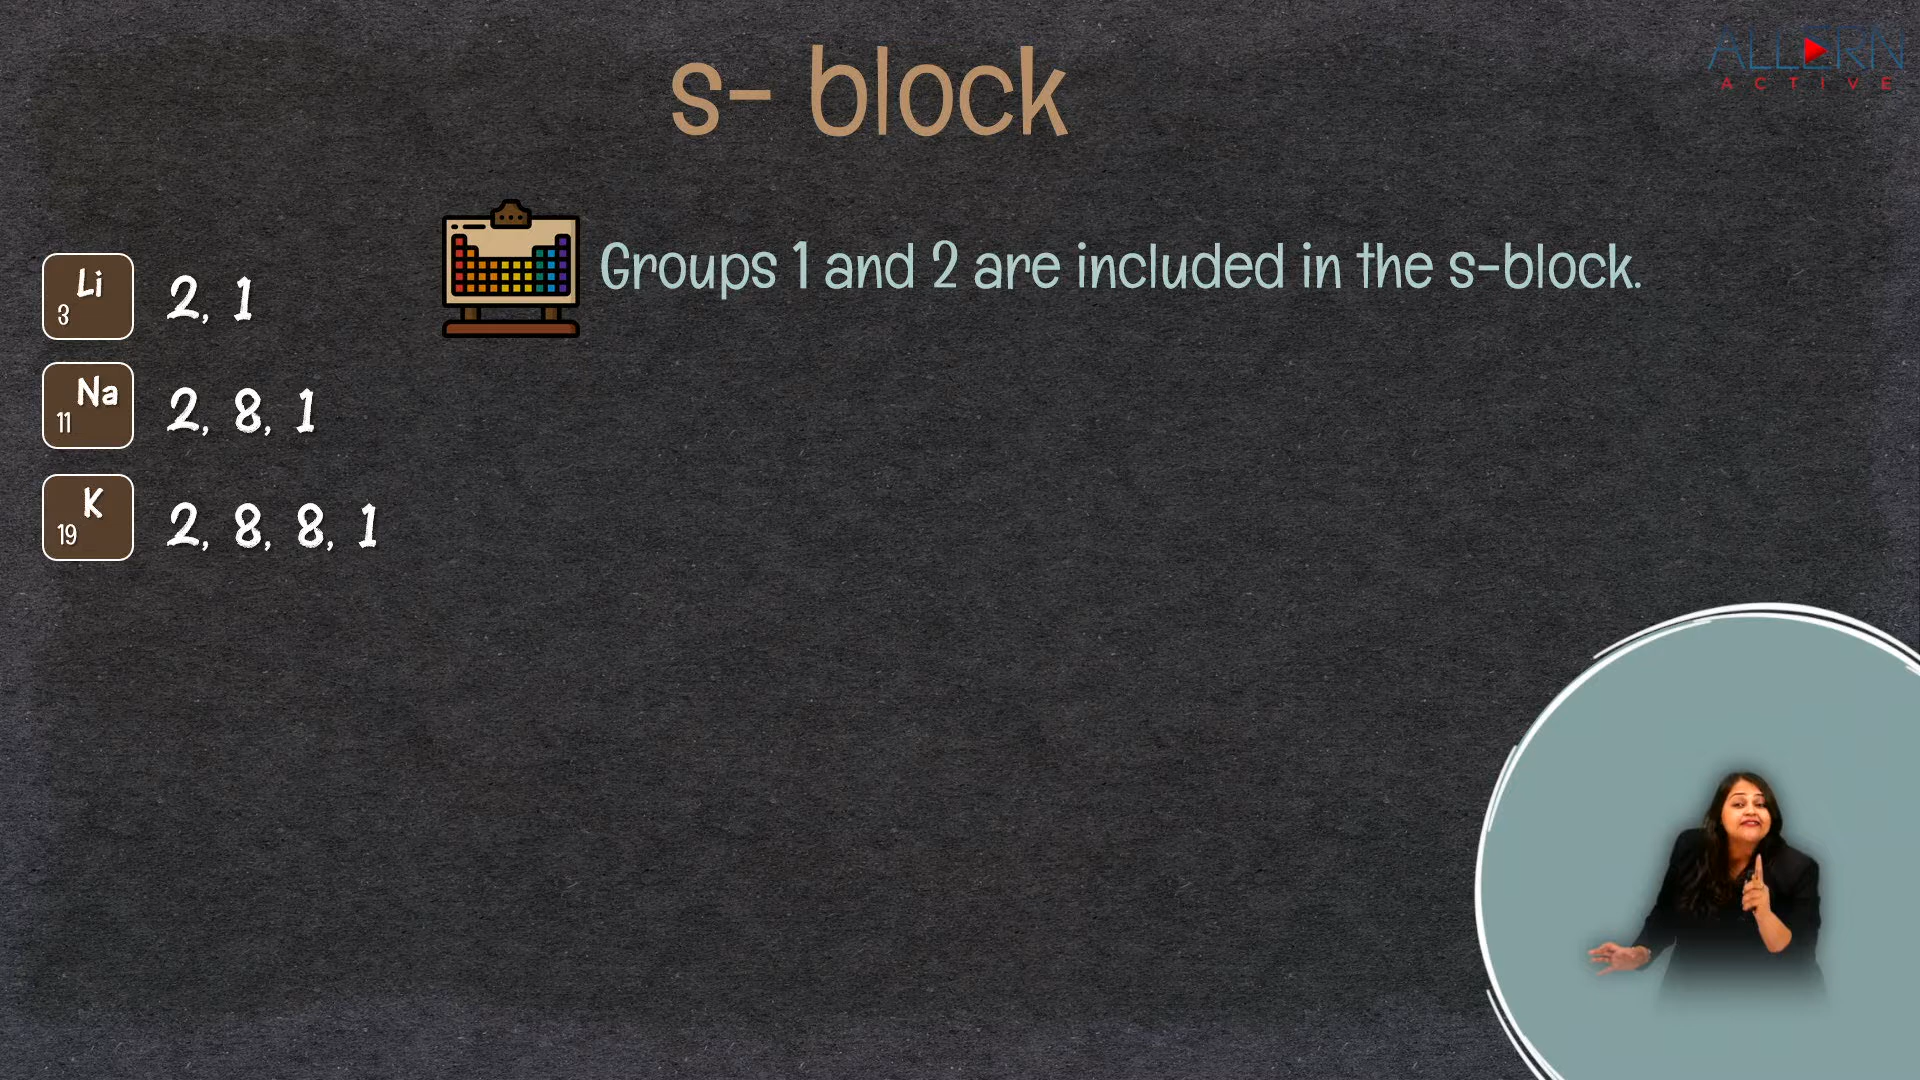 s- block
ALLERN
ACTIVE
Groups 1 and 2 are included in the s-block.
Li
3
2, 1
Na
11
2, 8, 1
K
19
2, 8, 8, 1